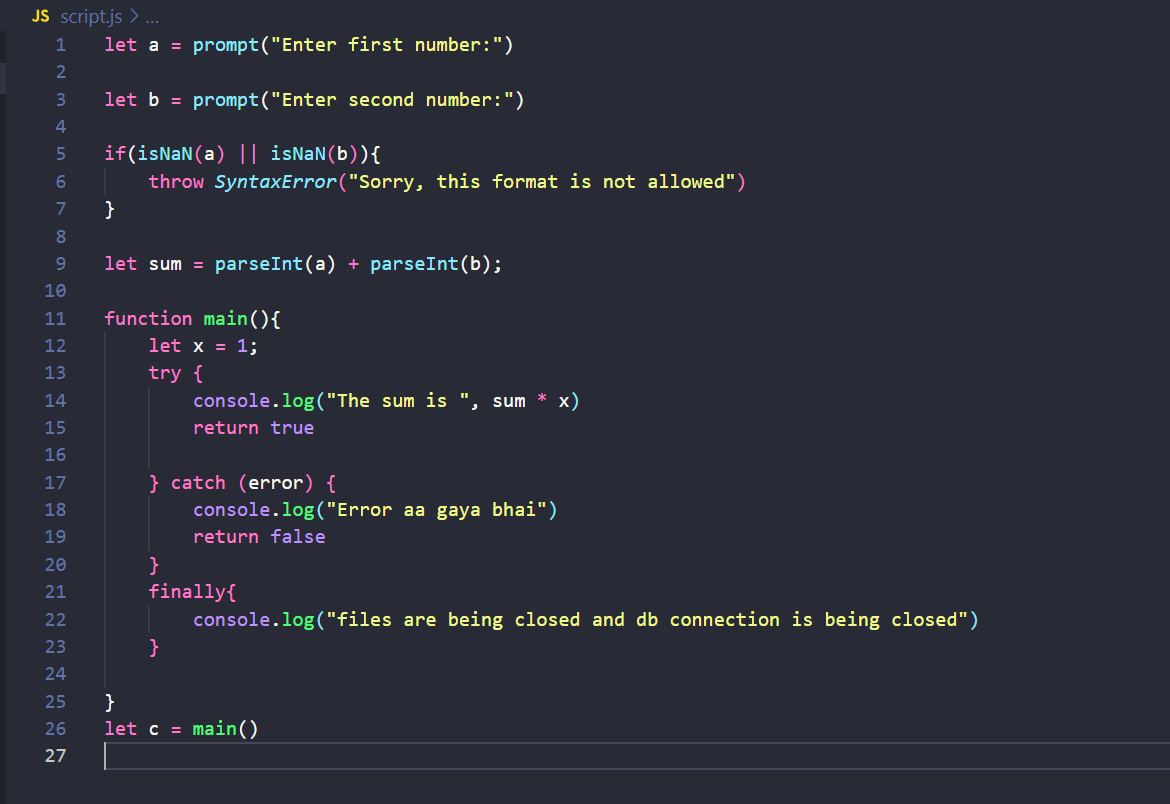 JS script.js > ...
1 let a = prompt("Enter first number:")
2
3 let b = prompt("Enter second number:")
4
5 if(isNaN(a) || isNaN(b)){
6     throw SyntaxError("Sorry, this format is not allowed")
7 }
8
9 let sum = parseInt(a) + parseInt(b);
10
11 function main(){
12     let x = 1;
13     try {
14         console.log("The sum is ", sum * x)
15         return true
16
17     } catch (error) {
18         console.log("Error aa gaya bhai")
19         return false
20     }
21     finally{
22         console.log("files are being closed and db connection is being closed")
23     }
24
25 }
26 let c = main()
27